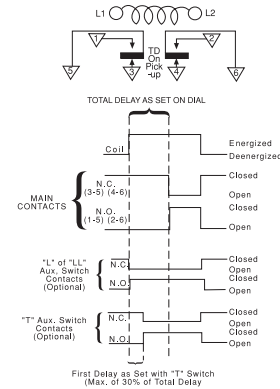 L1 L2
1 2
TD
On
Pick
-up
5 3 4 6
TOTAL DELAY AS SET ON DIAL
Coil
Energized
Deenergized
MAIN
CONTACTS
N.C.
(3-5) (4-6)
Closed
Open
N.O.
(1-5) (2-6)
Closed
Open
"L" of "LL"
Aux, Switch
Contacts
(Optional)
N.C.
Closed
Open
N.O.
Closed
Open
"T" Aux. Switch
Contacts
(Optional)
N.C.
Closed
Open
N.O.
Closed
Open
First Delay as Set with "T" Switch
(Max. of 30% of Total Delay